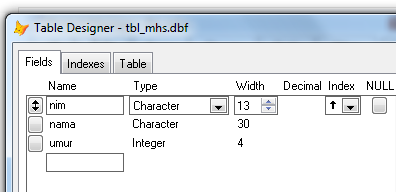 Table Designer - tbl_mhs.dbf
Fields Indexes Table
Name Type Width Decimal Index NULL
nim Character 13
nama Character 30
umur Integer 4